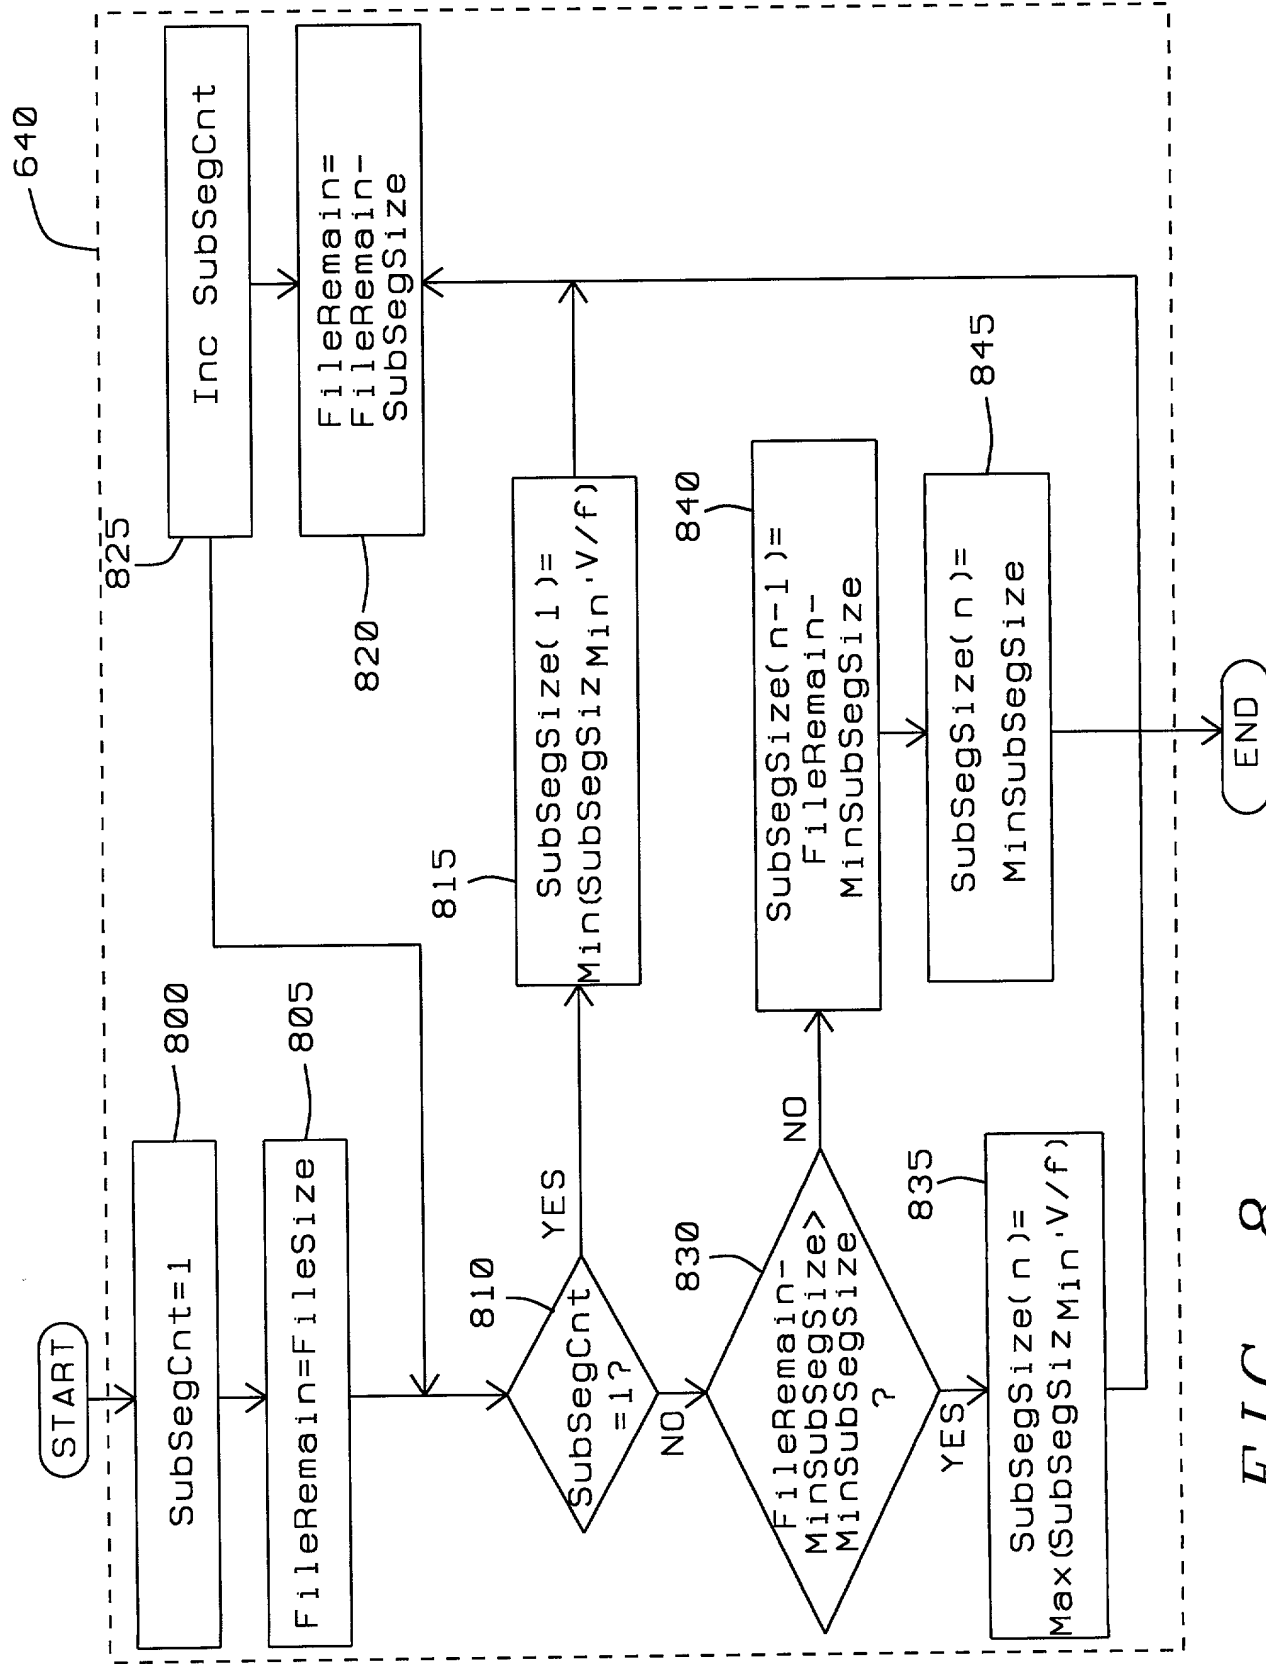 640
START
SubSegCnt=1
800
FileRemain=FileSize
805
Inc SubSegCnt
825
FileRemain=
FileRemain-
SubSegSize
820
SubSegCnt
=1?
810
YES
NO
SubSegSize(1)=
Min(SubSegSizMin'V/f)
815
FileRemain-
MinSubSegSize>
MinSubSegSize
?
830
NO
YES
SubSegSize(n-1)=
FileRemain-
MinSubSegSize
840
SubSegSize(n)=
MinSubSegSize
845
SubSegSize(n)=
Max(SubSegSizMin'V/f)
835
END
FIG. 8